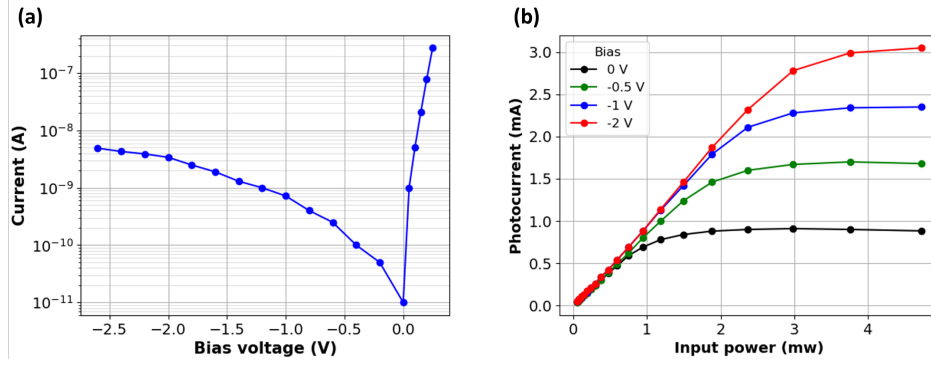 (a)
Current (A)
10⁻⁷
10⁻⁸
10⁻⁹
10⁻¹⁰
10⁻¹¹
−2.5 −2.0 −1.5 −1.0 −0.5 0.0
Bias voltage (V)
(b)
Photocurrent (mA)
3.0
2.5
2.0
1.5
1.0
0.5
0.0
Bias
0 V
-0.5 V
-1 V
-2 V
0 1 2 3 4
Input power (mw)